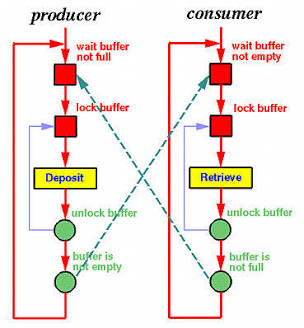 producer
wait buffer
not full
lock buffer
Deposit
unlock buffer
buffer is
not empty
consumer
wait buffer
not empty
lock buffer
Retrieve
unlock buffer
buffer is
not full